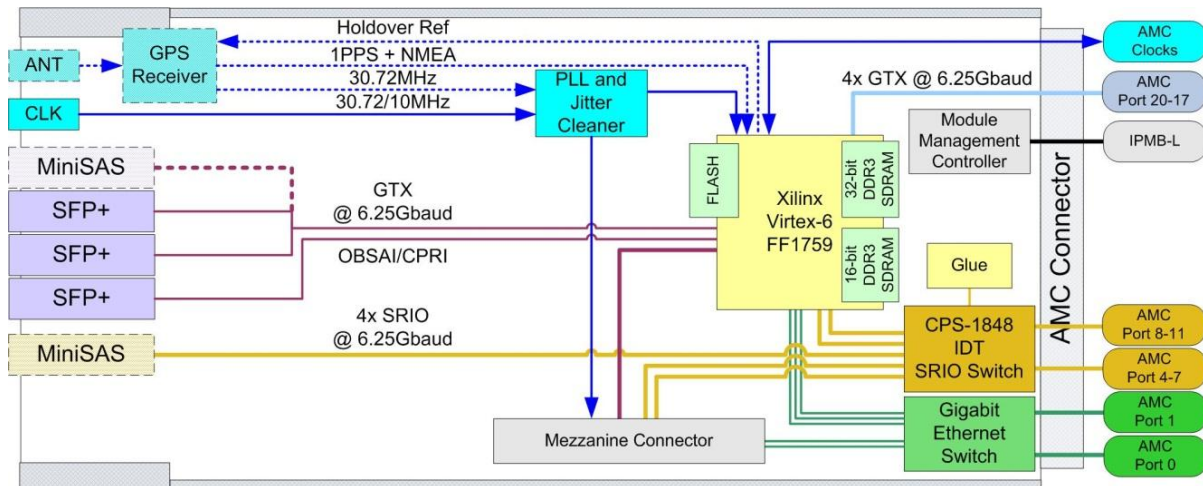 Holdover Ref
ANT
GPS
Receiver
1PPS + NMEA
30.72MHz
CLK
30.72/10MHz
PLL and
Jitter
Cleaner
4x GTX @ 6.25Gbaud
AMC
Clocks
AMC
Port 20-17
Module
Management
Controller
IPMB-L
MiniSAS
SFP+
SFP+
SFP+
MiniSAS
GTX
@ 6.25Gbaud
OBSAI/CPRI
4x SRIO
@ 6.25Gbaud
FLASH
Xilinx
Virtex-6
FF1759
32-bit
DDR3
SDRAM
16-bit
DDR3
SDRAM
Glue
CPS-1848
IDT
SRIO Switch
AMC Connector
AMC
Port 8-11
AMC
Port 4-7
Mezzanine Connector
Gigabit
Ethernet
Switch
AMC
Port 1
AMC
Port 0